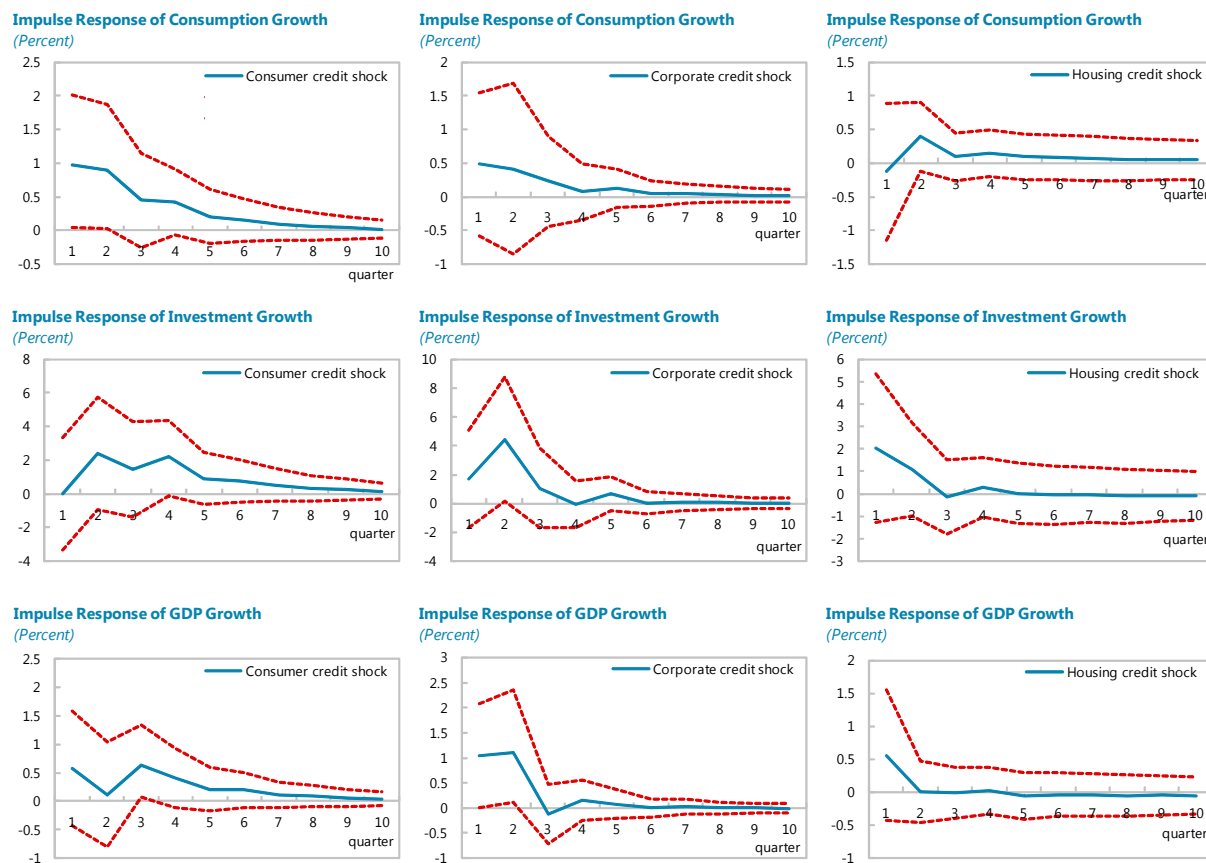 Impulse Response of Consumption Growth
(Percent)
2.5
2
1.5
1
0.5
0
-0.5
Consumer credit shock
1 2 3 4 5 6 7 8 9 10
quarter
Impulse Response of Consumption Growth
(Percent)
2
1.5
1
0.5
0
-0.5
-1
Corporate credit shock
1 2 3 4 5 6 7 8 9 10
quarter
Impulse Response of Consumption Growth
(Percent)
1.5
1
0.5
0
-0.5
-1
-1.5
Housing credit shock
1 2 3 4 5 6 7 8 9 10
quarter
Impulse Response of Investment Growth
(Percent)
8
6
4
2
0
-2
-4
Consumer credit shock
1 2 3 4 5 6 7 8 9 10
quarter
Impulse Response of Investment Growth
(Percent)
10
8
6
4
2
0
-2
-4
Corporate credit shock
1 2 3 4 5 6 7 8 9 10
quarter
Impulse Response of Investment Growth
(Percent)
6
5
4
3
2
1
0
-1
-2
-3
Housing credit shock
1 2 3 4 5 6 7 8 9 10
quarter
Impulse Response of GDP Growth
(Percent)
2.5
2
1.5
1
0.5
0
-0.5
-1
Consumer credit shock
1 2 3 4 5 6 7 8 9 10
quarter
Impulse Response of GDP Growth
(Percent)
3
2.5
2
1.5
1
0.5
0
-0.5
-1
Corporate credit shock
1 2 3 4 5 6 7 8 9 10
quarter
Impulse Response of GDP Growth
(Percent)
2
1.5
1
0.5
0
-0.5
-1
Housing credit shock
1 2 3 4 5 6 7 8 9 10
quarter